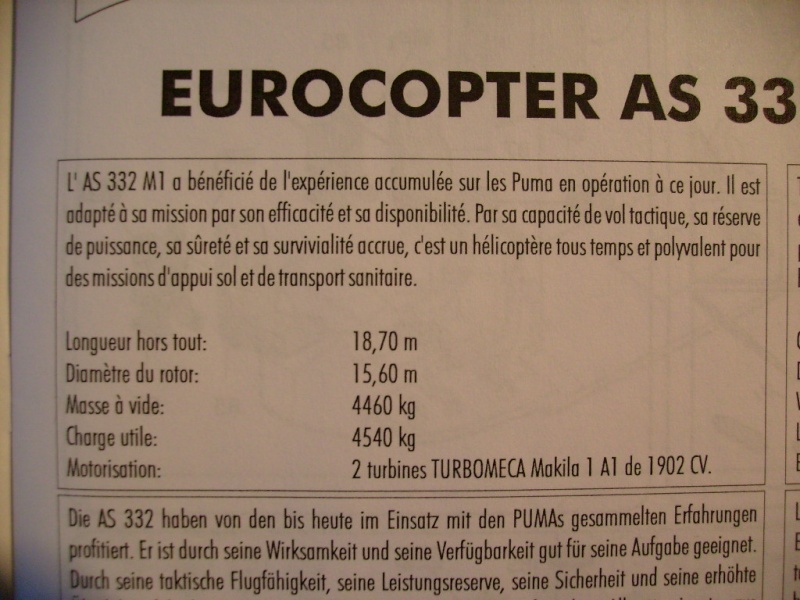 EUROCOPTER AS 33
L' AS 332 M1 a bénéficié de l'expérience accumulée sur les Puma en opération à ce jour. Il est
adapté à sa mission par son efficacité et sa disponibilité. Par sa capacité de vol tactique, sa réserve
de puissance, sa sûreté et sa survivialité accrue, c'est un hélicoptère tous temps et polyvalent pour
des missions d'appui sol et de transport sanitaire.
Longueur hors tout: 18,70 m
Diamètre du rotor: 15,60 m
Masse à vide: 4460 kg
Charge utile: 4540 kg
Motorisation: 2 turbines TURBOMECA Makila 1 A1 de 1902 CV.
Die AS 332 haben von den bis heute im Einsatz mit den PUMAs gesammelten Erfahrungen
profitiert. Er ist durch seine Wirksamkeit und seine Verfügbarkeit gut für seine Aufgabe geeignet.
Durch seine taktische Flugfähigkeit, seine Leistungsreserve, seine Sicherheit und seine erhöhte